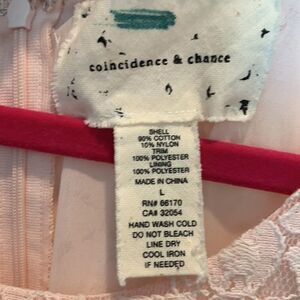 coincidence & chance
SHELL
90% COTTON
10% NYLON
TRIM
100% POLYESTER
LINING
100% POLYESTER
MADE IN CHINA
L
RN# 66170
CA# 32054
HAND WASH COLD
DO NOT BLEACH
LINE DRY
COOL IRON
IF NEEDED